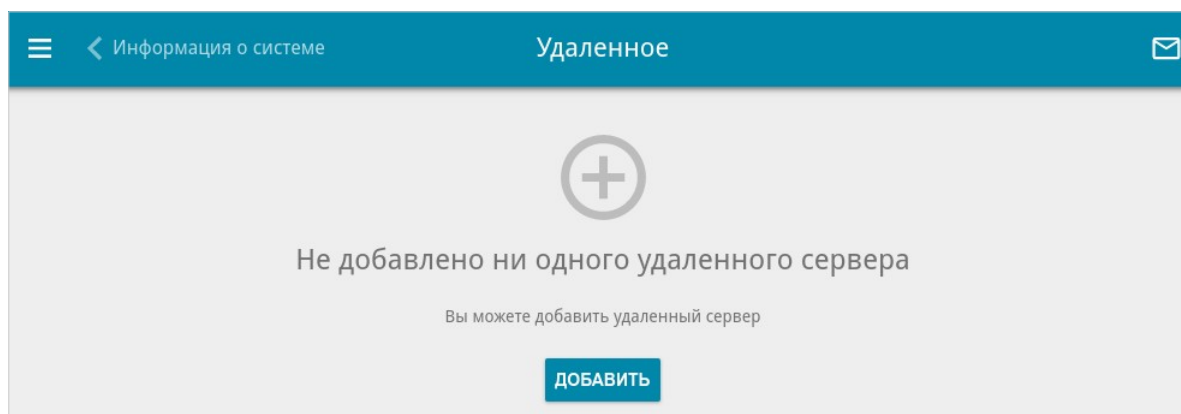 Информация о системе
Удаленное
Не добавлено ни одного удаленного сервера
Вы можете добавить удаленный сервер
ДОБАВИТЬ